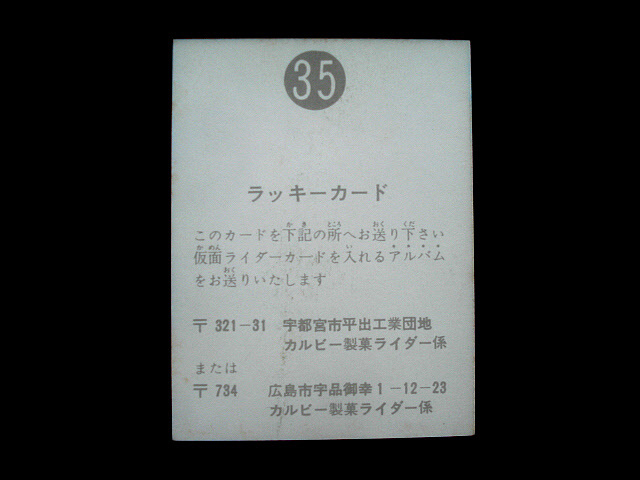 35
ラッキーカード
このカードを下記の所へお送り下さい
仮面ライダーカードを入れるアルバム
をお送りいたします
〒 321-31 宇都宮市平出工業団地
カルビー製菓ライダー係
または
〒 734 広島市宇品御幸1-12-23
カルビー製菓ライダー係